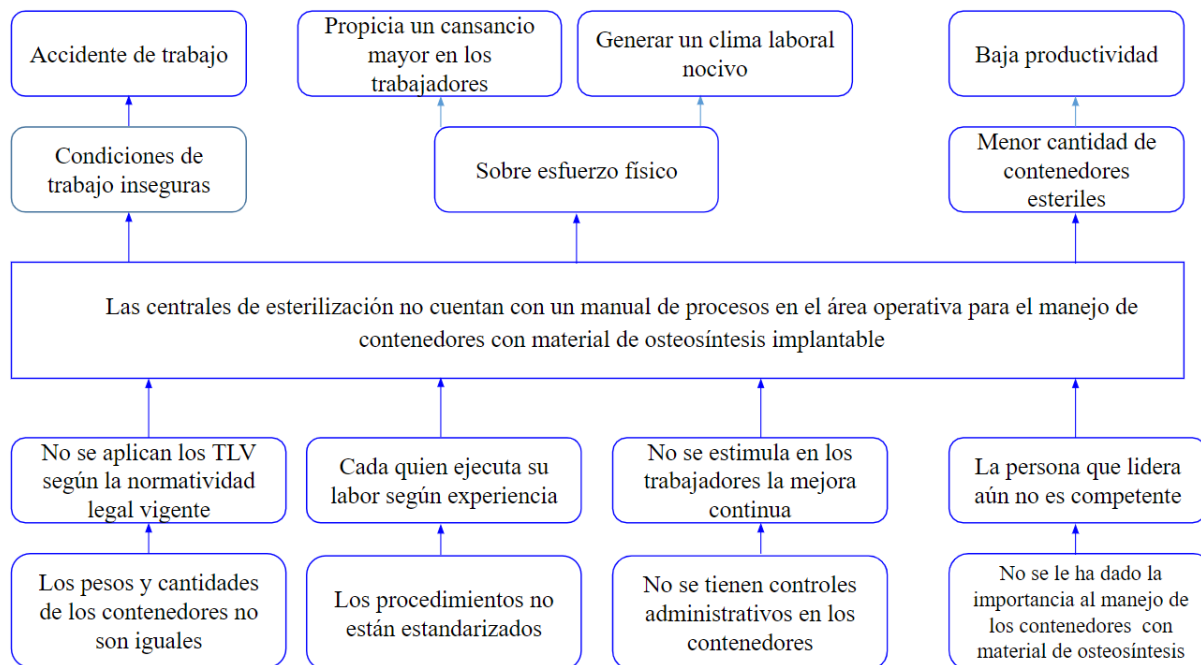 Accidente de trabajo
Propicia un cansancio
mayor en los
trabajadores
Generar un clima laboral
nocivo
Baja productividad
Condiciones de
trabajo inseguras
Sobre esfuerzo físico
Menor cantidad de
contenedores
esteriles
Las centrales de esterilización no cuentan con un manual de procesos en el área operativa para el manejo de
contenedores con material de osteosíntesis implantable
No se aplican los TLV
según la normatividad
legal vigente
Cada quien ejecuta su
labor según experiencia
No se estimula en los
trabajadores la mejora
continua
La persona que lidera
aún no es competente
Los pesos y cantidades
de los contenedores no
son iguales
Los procedimientos no
están estandarizados
No se tienen controles
administrativos en los
contenedores
No se le ha dado la
importancia al manejo de
los contenedores con
material de osteosíntesis